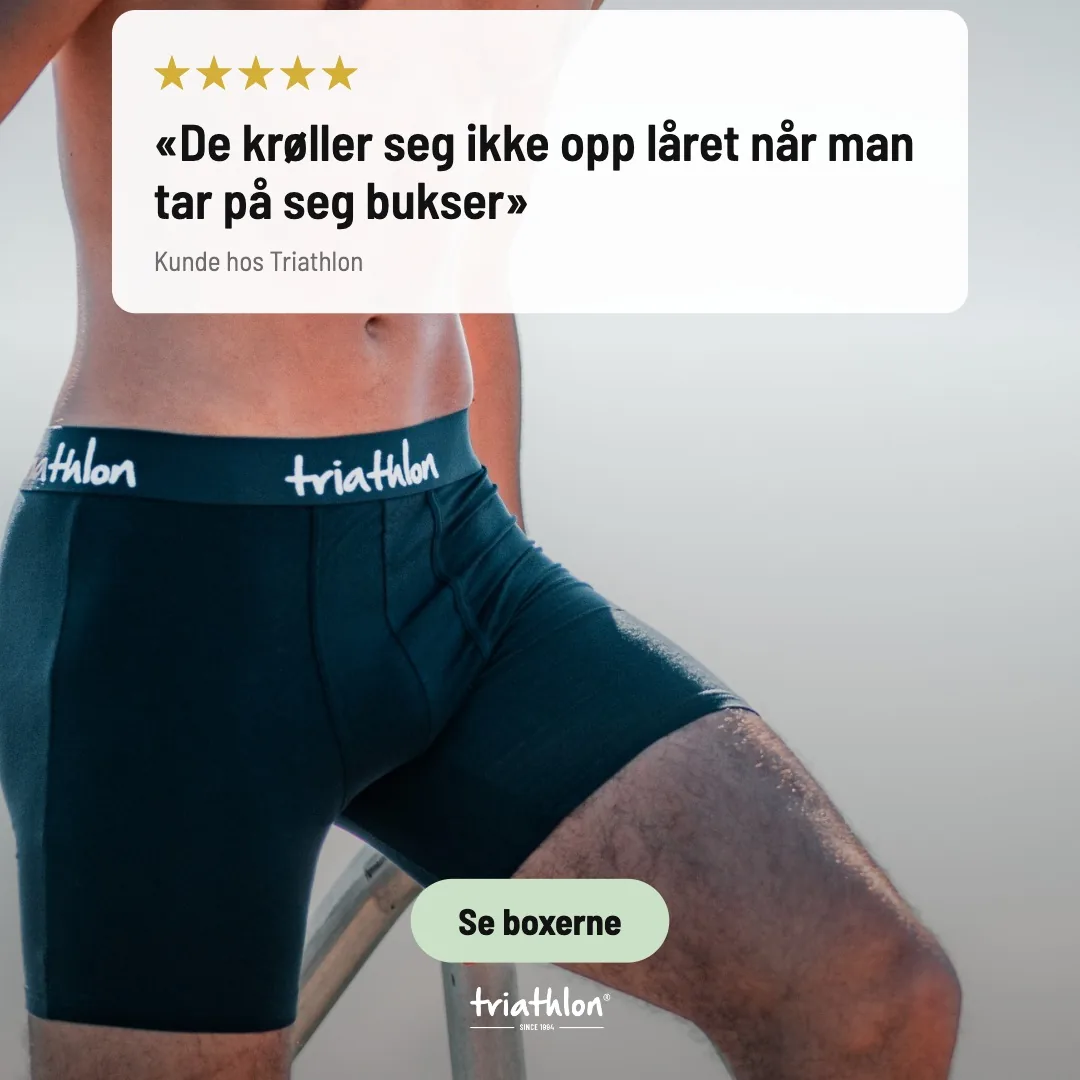 «De krøller seg ikke opp låret når man
tar på seg bukser»
Kunde hos Triathlon
athlon
triathlon
Se boxerne
triathlon®
SINCE 1984